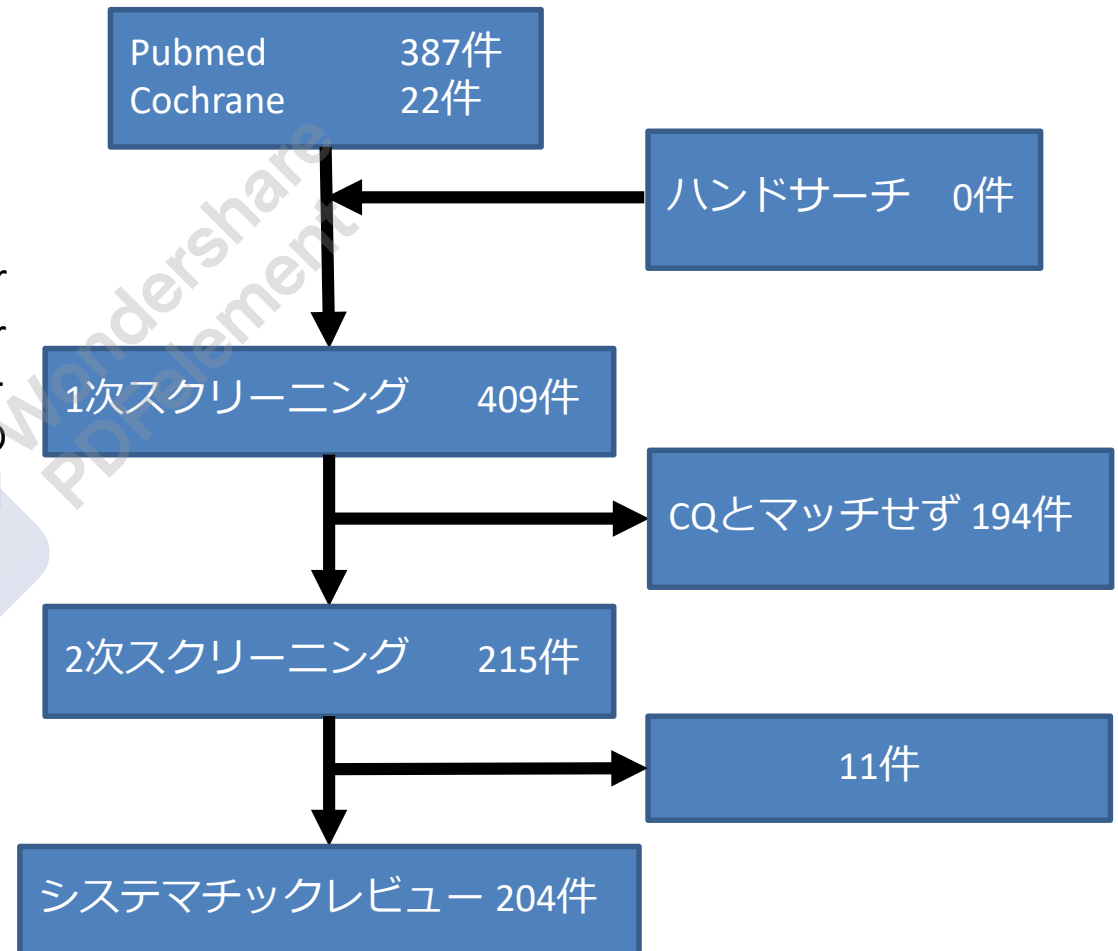 Pubmed 387件
Cochrane 22件
ハンドサーチ 0件
1次スクリーニング 409件
CQとマッチせず 194件
2次スクリーニング 215件
11件
システマチックレビュー 204件
Wondershare
PDFelement